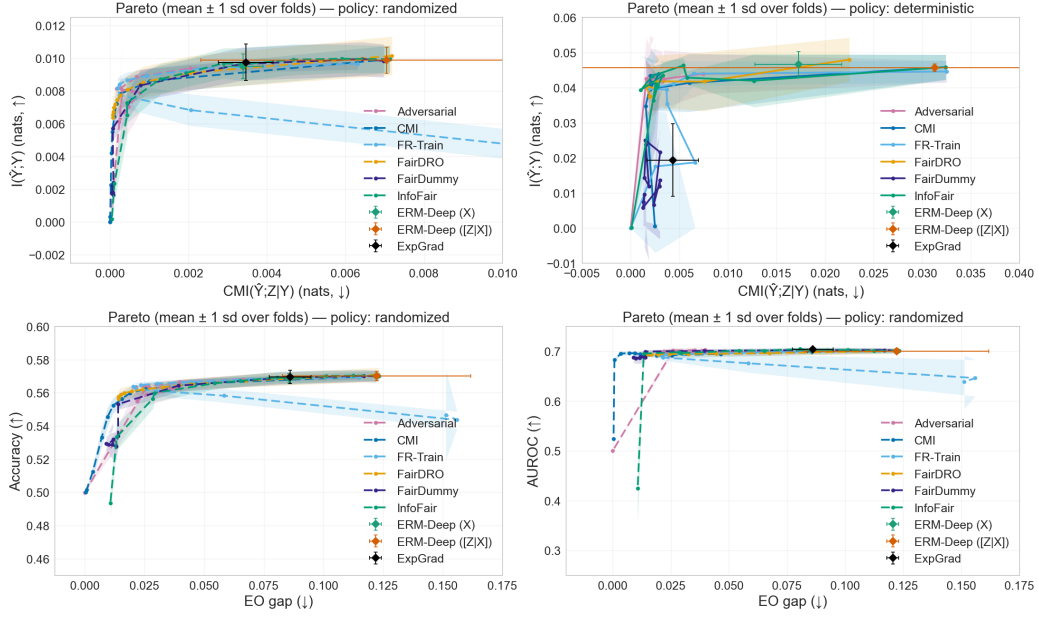 Pareto (mean ± 1 sd over folds) — policy: randomized
I(Ŷ;Y) (nats, ↑)
0.012
0.010
0.008
0.006
0.004
0.002
0.000
−0.002
0.000
0.002
0.004
0.006
0.008
0.010
CMI(Ŷ;Z|Y) (nats, ↓)
Adversarial
CMI
FR-Train
FairDRO
FairDummy
InfoFair
ERM-Deep (X)
ERM-Deep ([Z|X])
ExpGrad
Pareto (mean ± 1 sd over folds) — policy: deterministic
I(Ŷ;Y) (nats, ↑)
0.06
0.05
0.04
0.03
0.02
0.01
0.00
−0.01
−0.005
0.000
0.005
0.010
0.015
0.020
0.025
0.030
0.035
0.040
CMI(Ŷ;Z|Y) (nats, ↓)
Adversarial
CMI
FR-Train
FairDRO
FairDummy
InfoFair
ERM-Deep (X)
ERM-Deep ([Z|X])
ExpGrad
Pareto (mean ± 1 sd over folds) — policy: randomized
Accuracy (↑)
0.60
0.58
0.56
0.54
0.52
0.50
0.48
0.46
0.000
0.025
0.050
0.075
0.100
0.125
0.150
0.175
EO gap (↓)
Adversarial
CMI
FR-Train
FairDRO
FairDummy
InfoFair
ERM-Deep (X)
ERM-Deep ([Z|X])
ExpGrad
Pareto (mean ± 1 sd over folds) — policy: randomized
AUROC (↑)
0.7
0.6
0.5
0.4
0.3
0.000
0.025
0.050
0.075
0.100
0.125
0.150
0.175
EO gap (↓)
Adversarial
CMI
FR-Train
FairDRO
FairDummy
InfoFair
ERM-Deep (X)
ERM-Deep ([Z|X])
ExpGrad